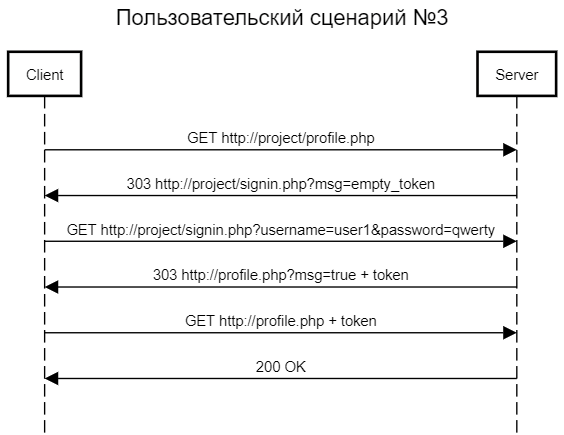 Пользовательский сценарий №3
Client
Server
GET http://project/profile.php
303 http://project/signin.php?msg=empty_token
GET http://project/signin.php?username=user1&password=qwerty
303 http://profile.php?msg=true + token
GET http://profile.php + token
200 OK